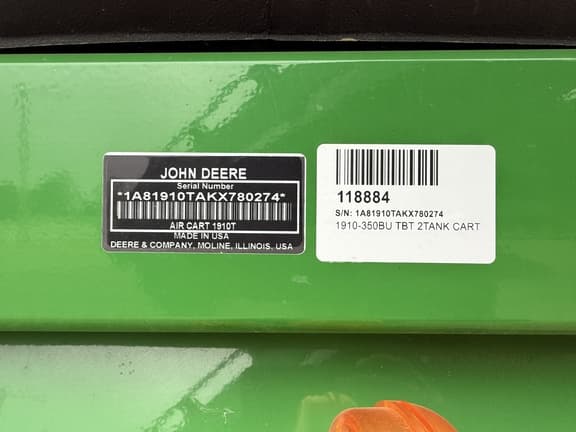 JOHN DEERE
Serial Number
*1A81910TAKX780274*
AIR CART 1910T
MADE IN USA
DEERE & COMPANY, MOLINE, ILLINOIS, USA
118884
S/N: 1A81910TAKX780274
1910-350BU TBT 2TANK CART